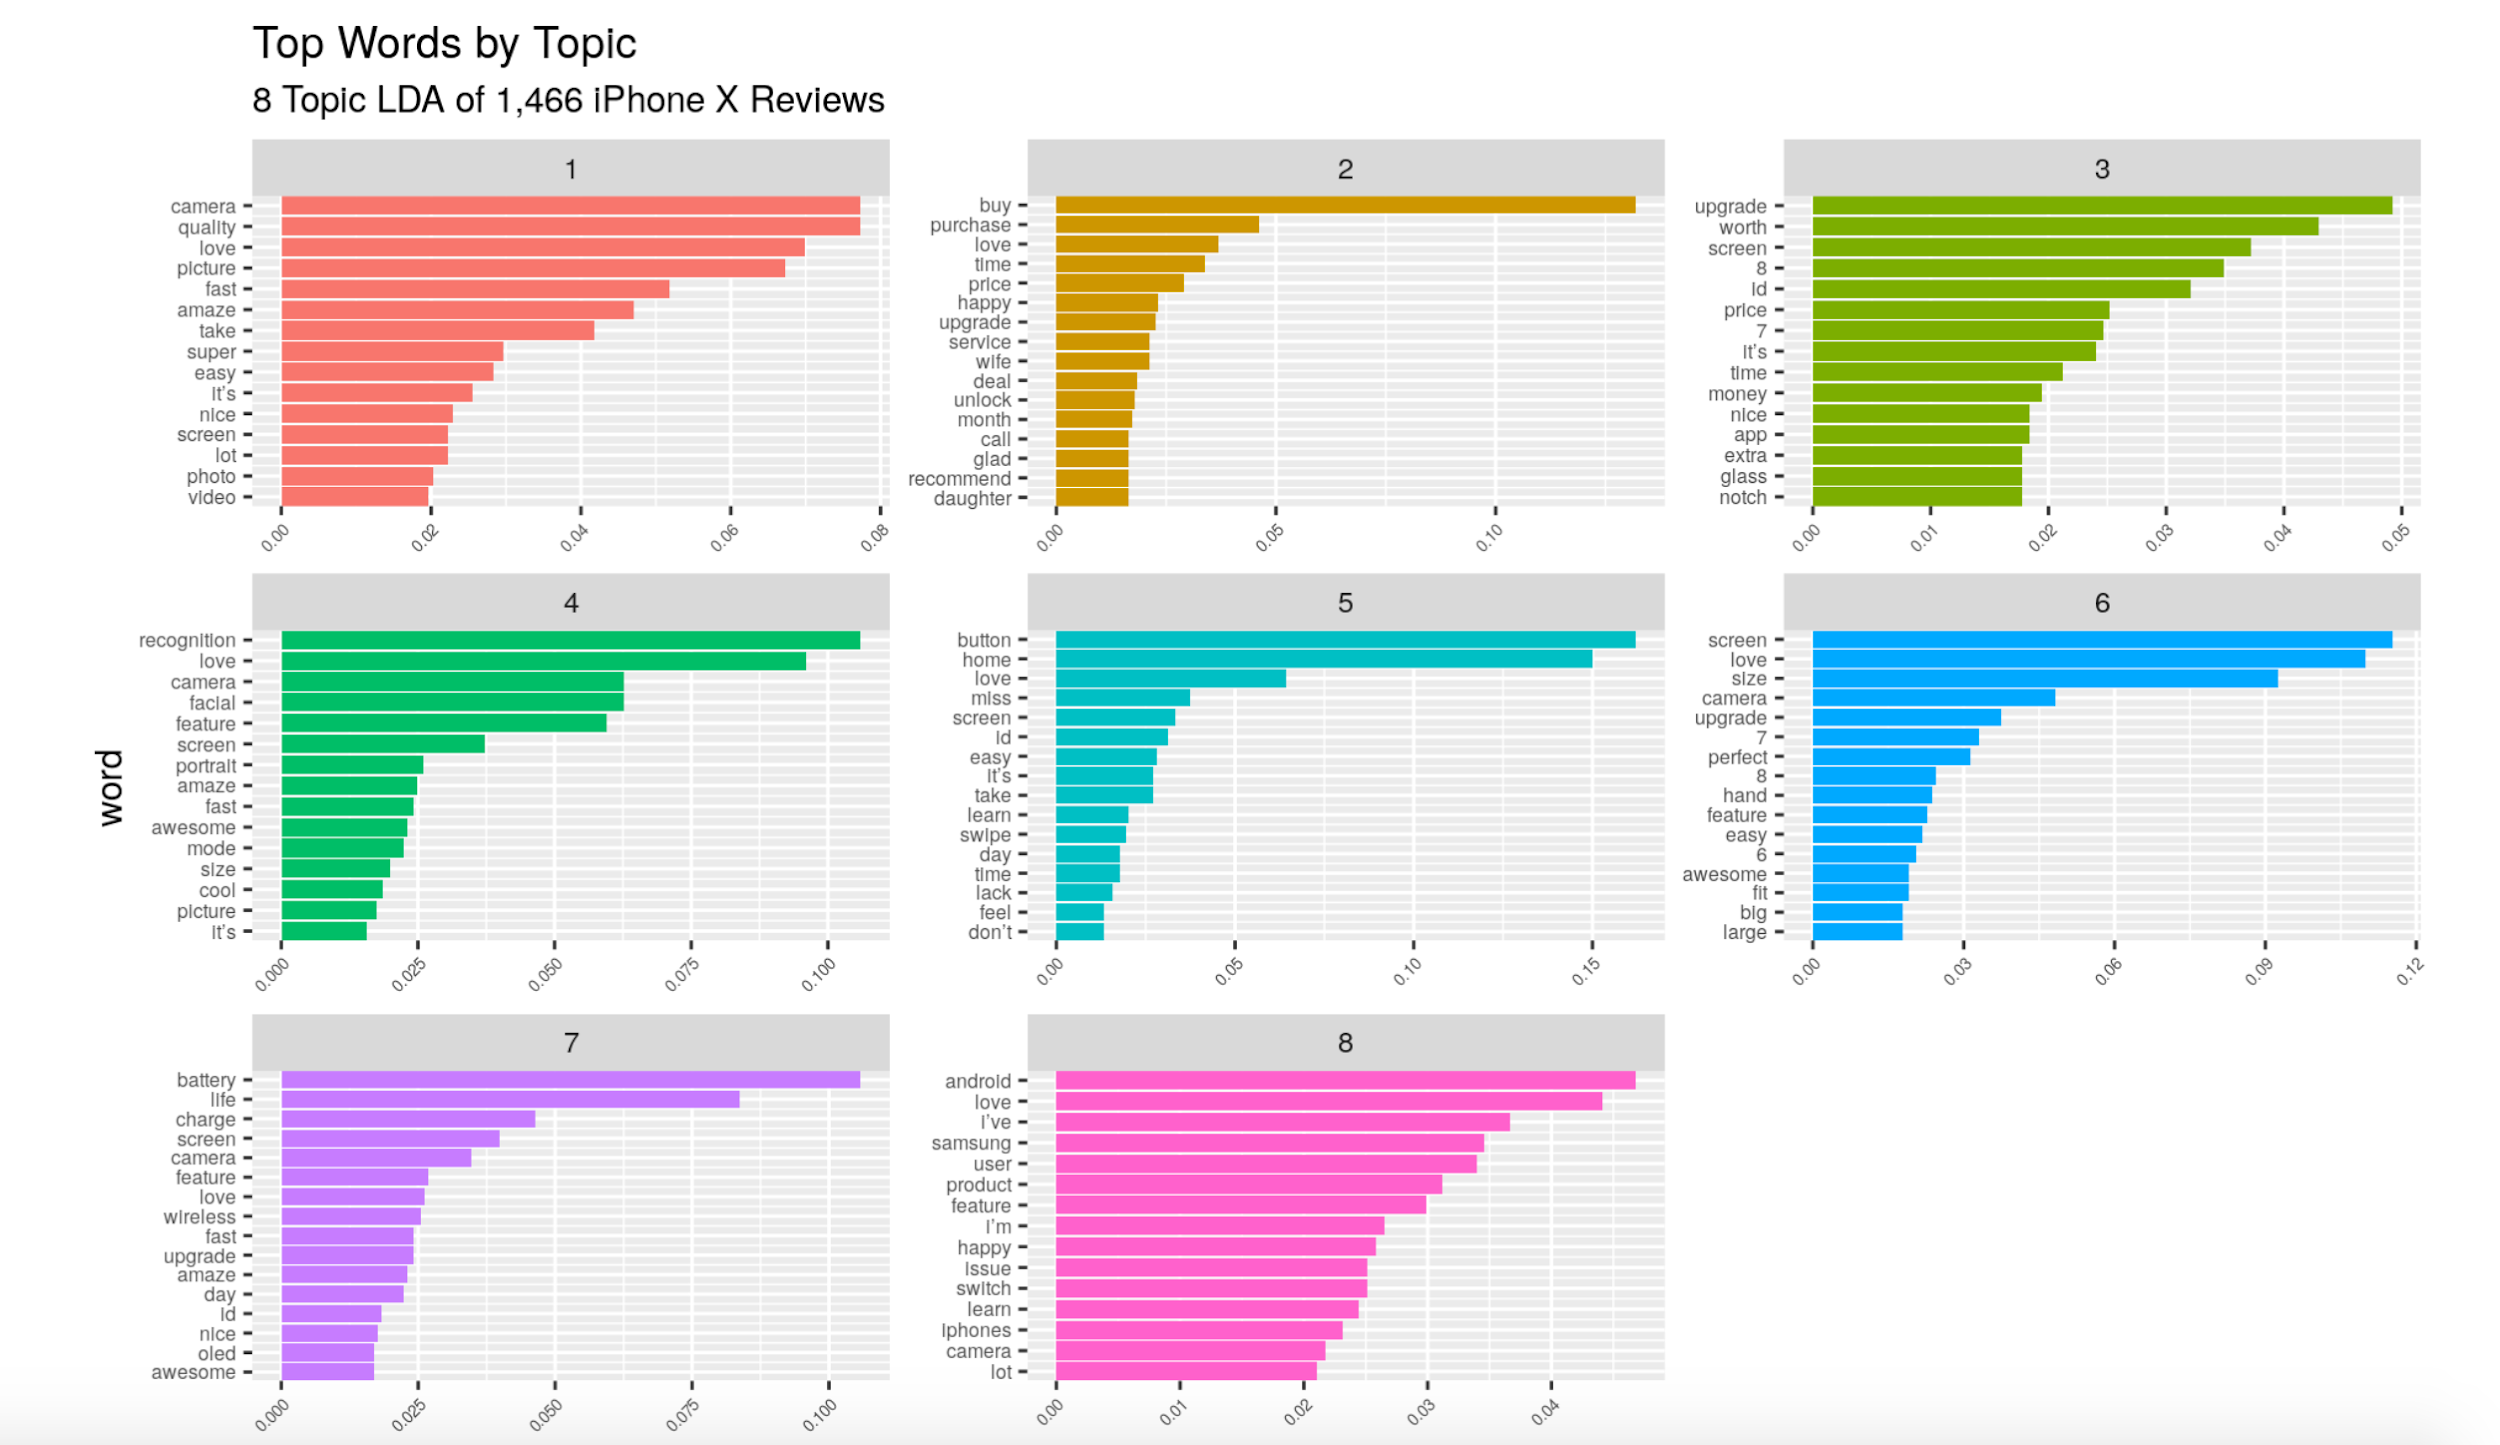 Top Words by Topic
8 Topic LDA of 1,466 iPhone X Reviews
word
1
camera
quality
love
picture
fast
amaze
take
super
easy
it's
nice
screen
lot
photo
video
0.00 0.02 0.04 0.06 0.08
2
buy
purchase
love
time
price
happy
upgrade
service
wife
deal
unlock
month
call
glad
recommend
daughter
0.00 0.05 0.10
3
upgrade
worth
screen
8
id
price
7
it's
time
money
nice
app
extra
glass
notch
0.00 0.01 0.02 0.03 0.04 0.05
4
recognition
love
camera
facial
feature
screen
portrait
amaze
fast
awesome
mode
size
cool
picture
it's
0.000 0.025 0.050 0.075 0.100
5
button
home
love
miss
screen
id
easy
it's
take
learn
swipe
day
time
lack
feel
don't
0.00 0.05 0.10 0.15
6
screen
love
size
camera
upgrade
7
perfect
8
hand
feature
easy
6
awesome
fit
big
large
0.00 0.03 0.06 0.09 0.12
7
battery
life
charge
screen
camera
feature
love
wireless
fast
upgrade
amaze
day
id
nice
oled
awesome
0.000 0.025 0.050 0.075 0.100
8
android
love
i've
samsung
user
product
feature
i'm
happy
issue
switch
learn
iphones
camera
lot
0.00 0.01 0.02 0.03 0.04